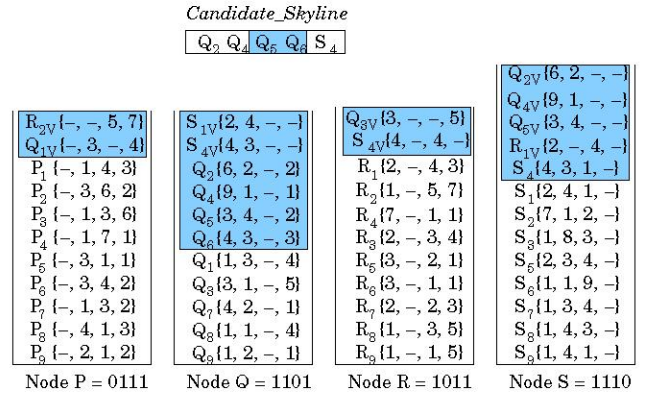 Candidate_Skyline
Q2 Q4 Q5 Q6 S4
R2V{–, –, 5, 7}
Q1V{–, 3, –, 4}
P1 {–, 1, 4, 3}
P2 {–, 3, 6, 2}
P3 {–, 1, 3, 6}
P4 {–, 1, 7, 1}
P5 {–, 3, 1, 1}
P6 {–, 3, 4, 2}
P7 {–, 1, 3, 2}
P8 {–, 4, 1, 3}
P9 {–, 2, 1, 2}
Node P = 0111
S1V{2, 4, –, –}
S4V{4, 3, –, –}
Q2 {6, 2, –, 2}
Q4 {9, 1, –, 1}
Q5 {3, 4, –, 2}
Q6 {4, 3, –, 3}
Q1 {1, 3, –, 4}
Q3 {3, 1, –, 5}
Q7 {4, 2, –, 1}
Q8 {1, 1, –, 4}
Q9 {1, 2, –, 1}
Node Q = 1101
Q3V{3, –, –, 5}
S4V{4, –, 4, –}
R1 {2, –, 4, 3}
R2 {1, –, 5, 7}
R4 {7, –, 1, 1}
R3 {2, –, 3, 4}
R5 {3, –, 2, 1}
R6 {3, –, 1, 1}
R7 {2, –, 2, 3}
R8 {1, –, 3, 5}
R9 {1, –, 1, 5}
Node R = 1011
Q2V{6, 2, –, –}
Q4V{9, 1, –, –}
Q5V{3, 4, –, –}
R1V{2, –, 4, –}
S4{4, 3, 1, –}
S1{2, 4, 1, –}
S2{7, 1, 2, –}
S3{1, 8, 3, –}
S5{2, 3, 4, –}
S6{1, 1, 9, –}
S7{1, 3, 4, –}
S8{1, 4, 3, –}
S9{1, 4, 1, –}
Node S = 1110